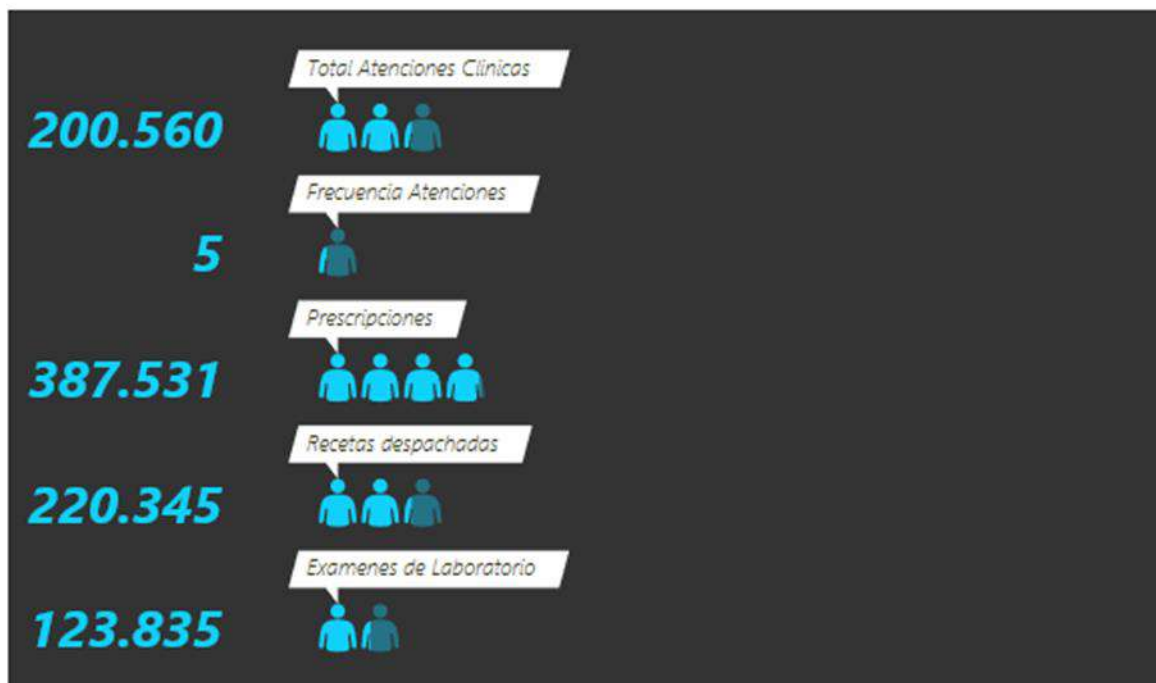 Total Atenciones Clínicas
200.560
Frecuencia Atenciones
5
Prescripciones
387.531
Recetas despachadas
220.345
Examenes de Laboratorio
123.835